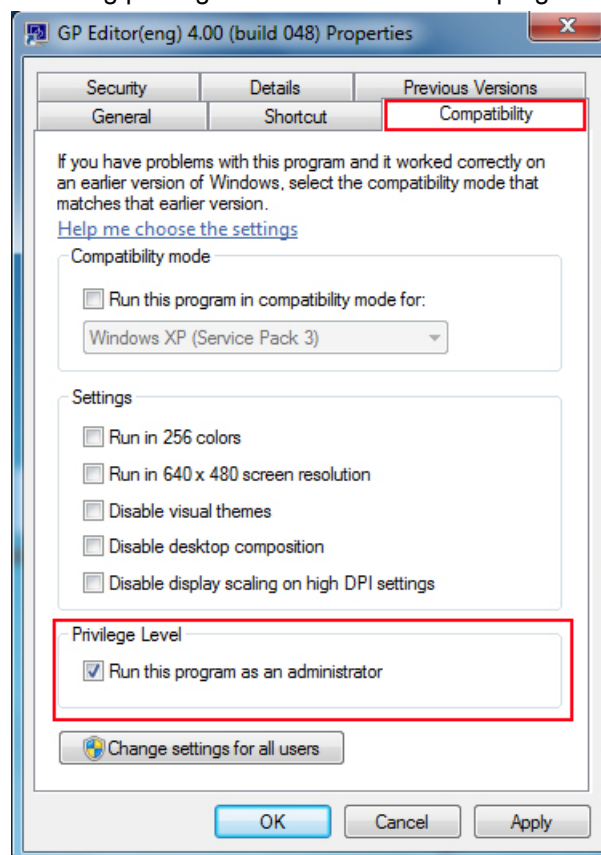 GP Editor(eng) 4.00 (build 048) Properties
Security Details Previous Versions
General Shortcut Compatibility
If you have problems with this program and it worked correctly on
an earlier version of Windows, select the compatibility mode that
matches that earlier version.
Help me choose the settings
Compatibility mode
Run this program in compatibility mode for:
Windows XP (Service Pack 3)
Settings
Run in 256 colors
Run in 640 x 480 screen resolution
Disable visual themes
Disable desktop composition
Disable display scaling on high DPI settings
Privilege Level
Run this program as an administrator
Change settings for all users
OK Cancel Apply